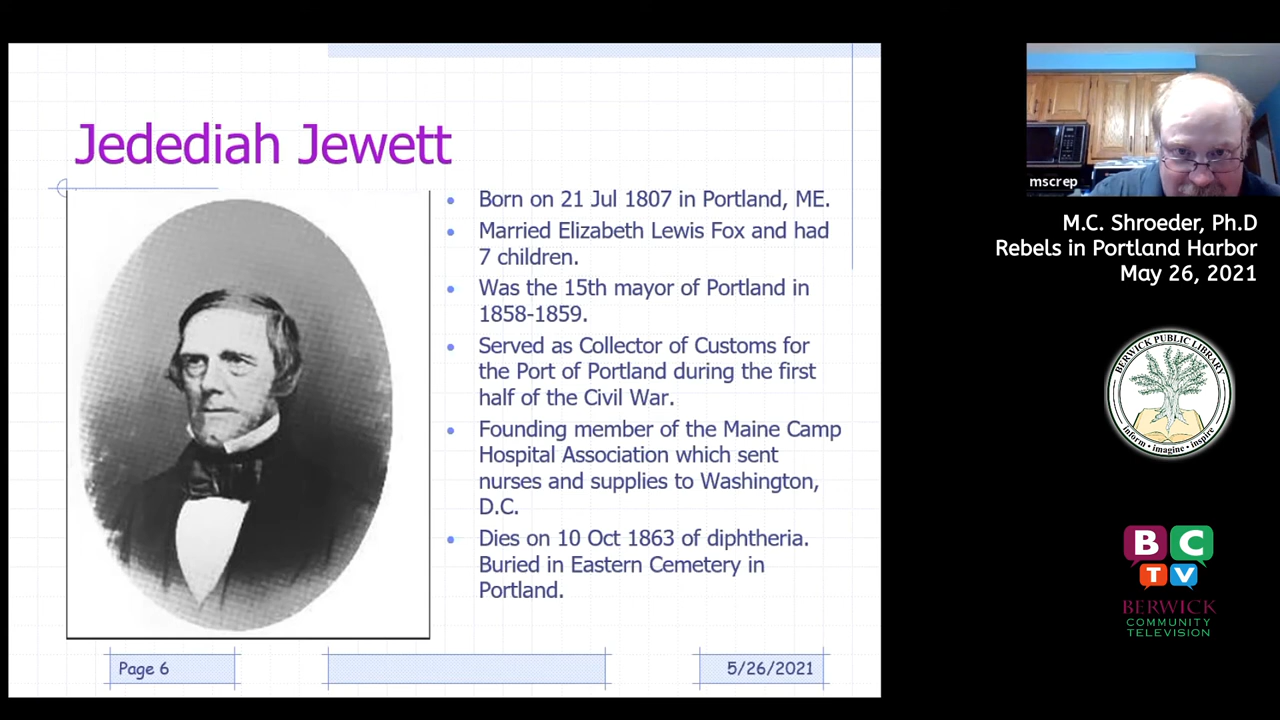 Jedediah Jewett
Born on 21 Jul 1807 in Portland, ME.
Married Elizabeth Lewis Fox and had
7 children.
Was the 15th mayor of Portland in
1858-1859.
Served as Collector of Customs for
the Port of Portland during the first
half of the Civil War.
Founding member of the Maine Camp
Hospital Association which sent
nurses and supplies to Washington,
D.C.
Dies on 10 Oct 1863 of diphtheria.
Buried in Eastern Cemetery in
Portland.
Page 6
5/26/2021
mscrep
M.C. Shroeder, Ph.D
Rebels in Portland Harbor
May 26, 2021
BERWICK PUBLIC LIBRARY
inform • imagine • inspire
BC
TV
BERWICK
COMMUNITY
TELEVISION